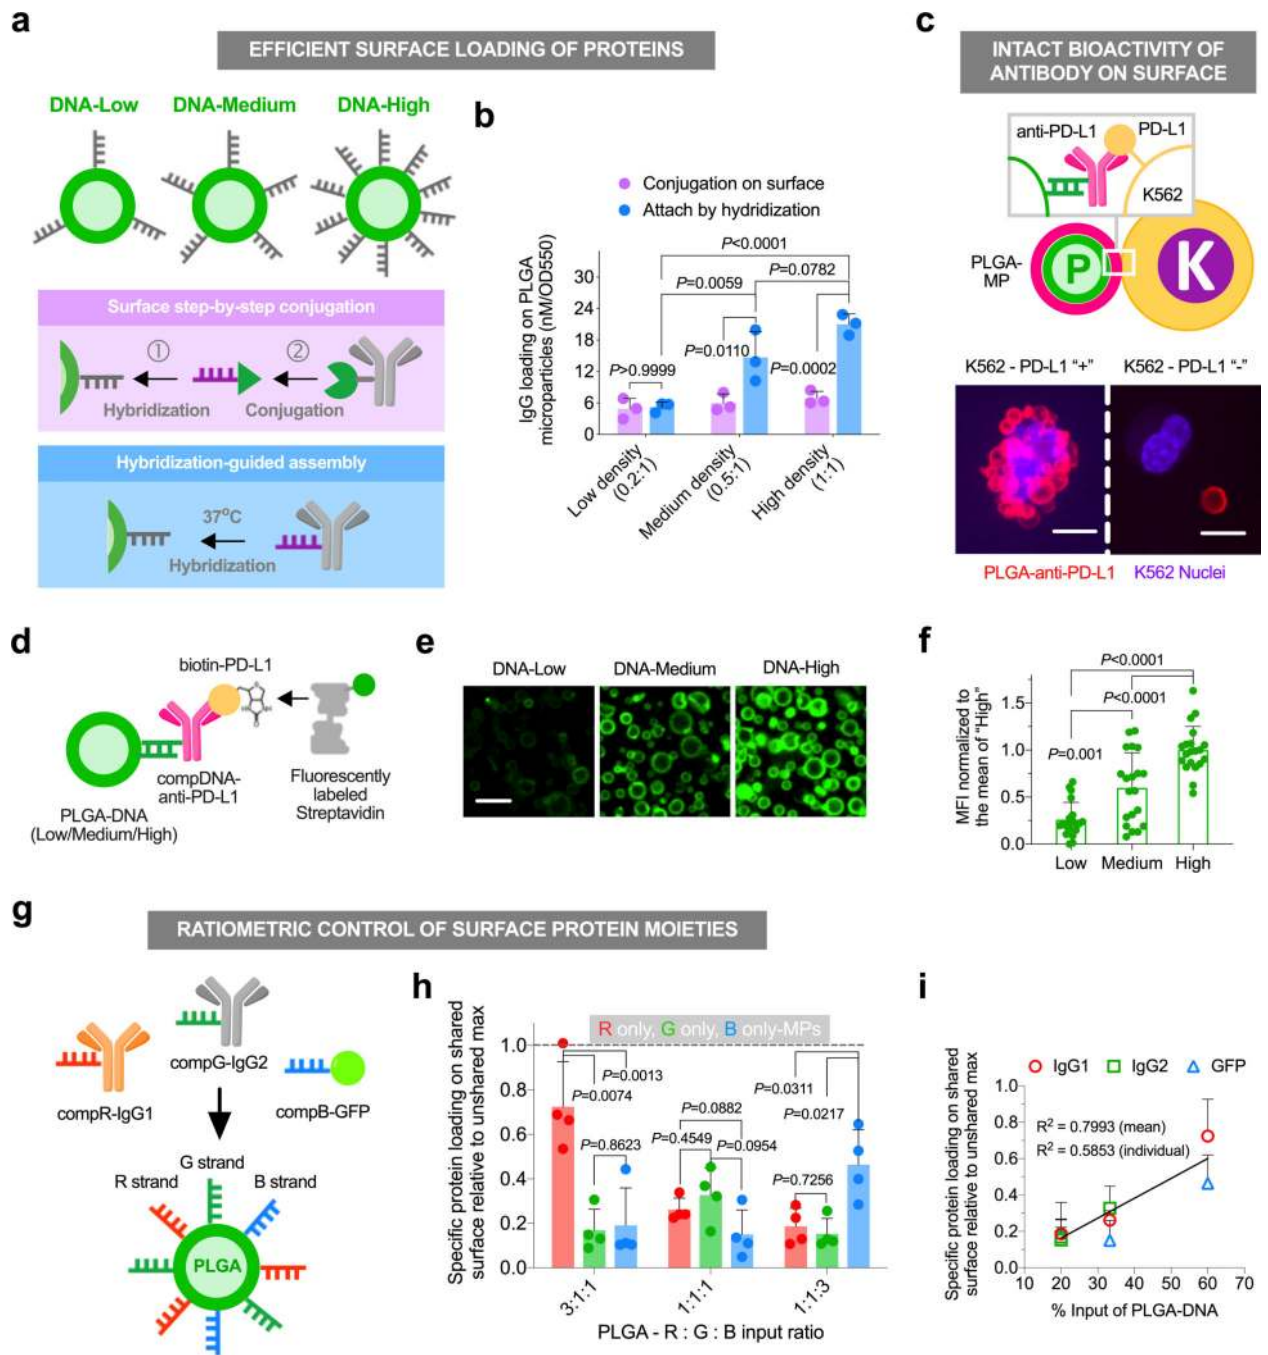 a
EFFICIENT SURFACE LOADING OF PROTEINS
DNA-Low
DNA-Medium
DNA-High
Surface step-by-step conjugation
①
②
Hybridization
Conjugation
Hybridization-guided assembly
37°C
Hybridization
b
Conjugation on surface
Attach by hydridization
IgG loading on PLGA
microparticles (nM/OD550)
30
24
18
12
6
0
P<0.0001
P=0.0782
P=0.0059
P>0.9999
P=0.0110
P=0.0002
Low density
(0.2:1)
Medium density
(0.5:1)
High density
(1:1)
c
INTACT BIOACTIVITY OF
ANTIBODY ON SURFACE
anti-PD-L1
PD-L1
K562
PLGA-
MP
P
K
K562 - PD-L1 “+”
K562 - PD-L1 “-”
PLGA-anti-PD-L1
K562 Nuclei
d
biotin-PD-L1
compDNA-
anti-PD-L1
PLGA-DNA
(Low/Medium/High)
Fluorescently
labeled
Streptavidin
e
DNA-Low
DNA-Medium
DNA-High
f
MFI normalized to
the mean of “High”
1.5
1.0
0.5
0.0
P<0.0001
P<0.0001
P=0.001
Low
Medium
High
g
RATIOMETRIC CONTROL OF SURFACE PROTEIN MOIETIES
compG-IgG2
compR-IgG1
compB-GFP
G strand
R strand
B strand
PLGA
h
Specific protein loading on shared
surface relative to unshared max
R only, G only, B only-MPs
1.0
0.8
0.6
0.4
0.2
0.0
P=0.0013
P=0.0074
P=0.8623
P=0.0882
P=0.4549
P=0.0954
P=0.0311
P=0.0217
P=0.7256
3:1:1
1:1:1
1:1:3
PLGA - R : G : B input ratio
i
IgG1
IgG2
GFP
Specific protein loading on shared
surface relative to unshared max
1.0
0.8
0.6
0.4
0.2
0.0
R² = 0.7993 (mean)
R² = 0.5853 (individual)
10 20 30 40 50 60 70
% Input of PLGA-DNA